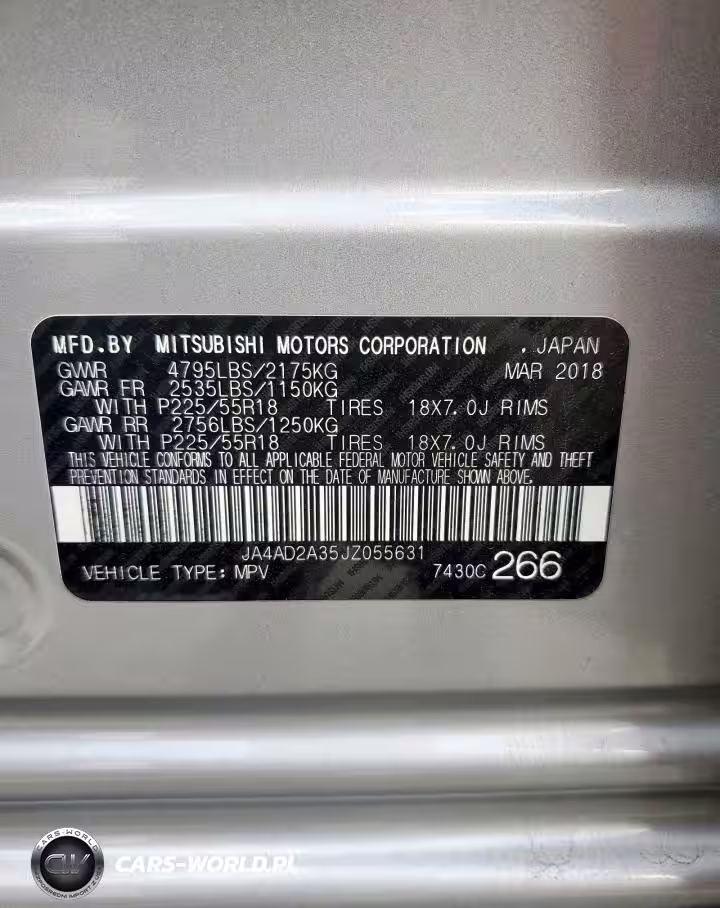 MFD.BY MITSUBISHI MOTORS CORPORATION . JAPAN
GWWR 4795LBS/2175KG MAR 2018
GAWR FR 2535LBS/1150KG
WITH P225/55R18 TIRES 18X7.0J RIMS
GAWR RR 2756LBS/1250KG
WITH P225/55R18 TIRES 18X7.0J RIMS
THIS VEHICLE CONFORMS TO ALL APPLICABLE FEDERAL MOTOR VEHICLE SAFETY AND THEFT
PREVENTION STANDARDS IN EFFECT ON THE DATE OF MANUFACTURE SHOWN ABOVE.
JA4AD2A35JZ055631
VEHICLE TYPE: MPV 7430C 266
CARS-WORLD.PL
CW
CARS-WORLD.PL